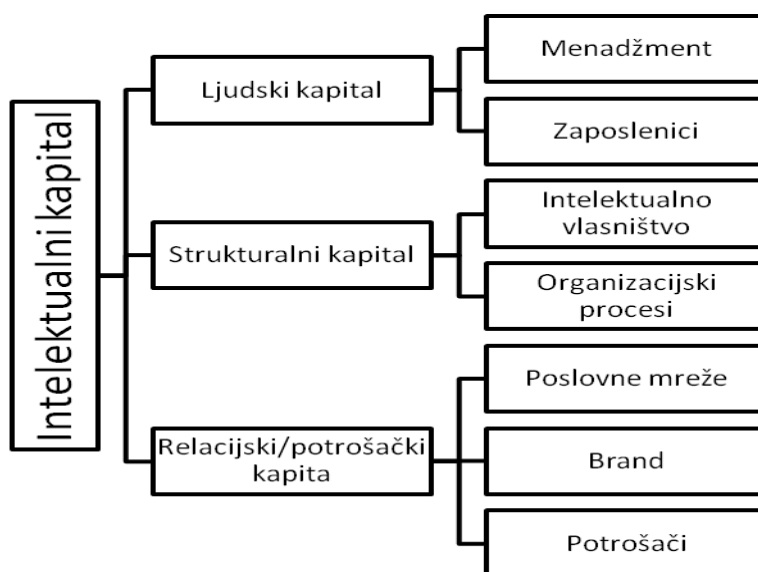 Intelektualni kapital
Ljudski kapital
Menadžment
Zaposlenici
Strukturalni kapital
Intelektualno
vlasništvo
Organizacijski
procesi
Relacijski/potrošački
kapita
Poslovne mreže
Brand
Potrošači